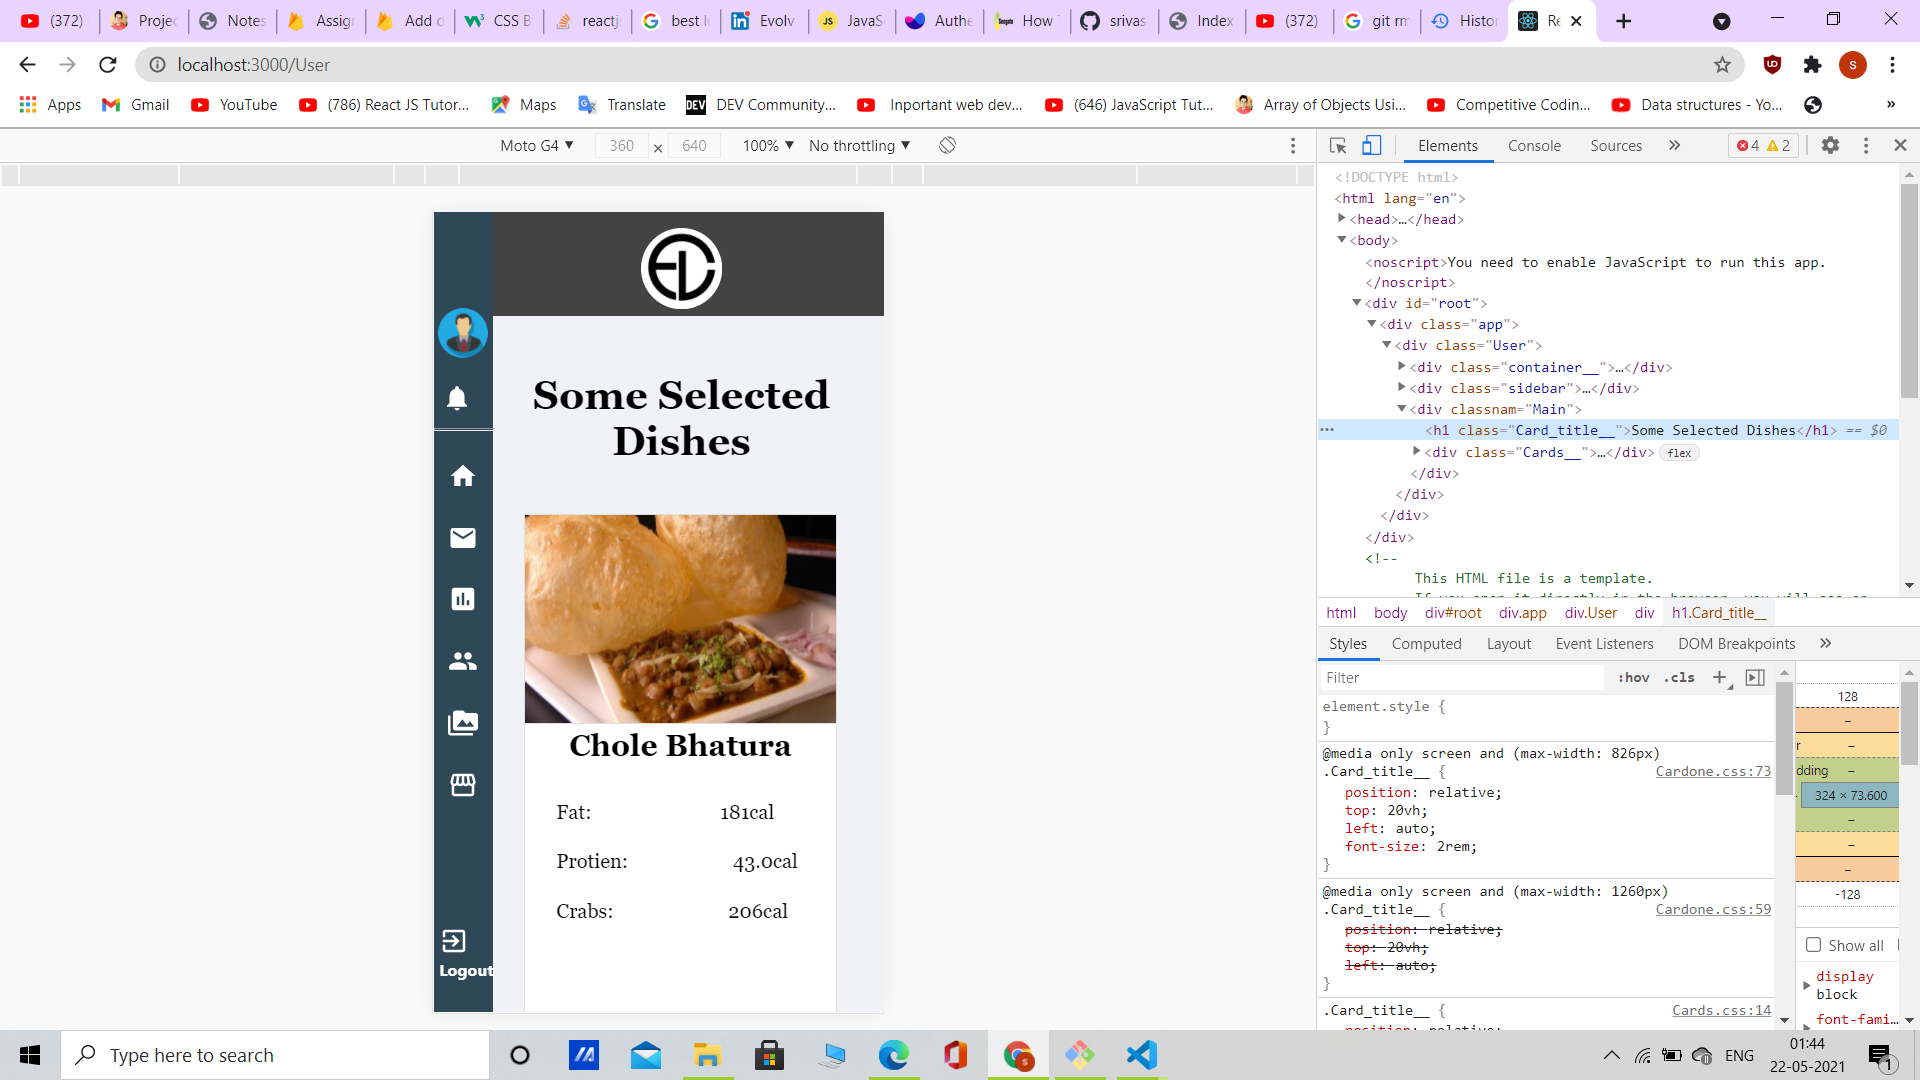 (372) Projec Notes Assign Add d CSS B reactjs best le Evolv JavaS Authe How T srivas Index (372) git rm Histor Re
localhost:3000/User
Apps Gmail YouTube (786) React JS Tutor... Maps Translate DEV Community... Inportant web dev... (646) JavaScript Tut... Array of Objects Usi... Competitive Codin... Data structures - Yo... »
Moto G4 360 × 640 100% No throttling
Elements Console Sources » 4 2
<!DOCTYPE html>
<html lang="en">
<head>…</head>
<body>
<noscript>You need to enable JavaScript to run this app.
</noscript>
<div id="root">
<div class="app">
<div class="User">
<div class="container__">…</div>
<div class="sidebar">…</div>
<div classnam="Main">
<h1 class="Card_title__">Some Selected Dishes</h1> == $0
<div class="Cards__">…</div> flex
</div>
</div>
</div>
</div>
<!--
This HTML file is a template.
html body div#root div.app div.User div h1.Card_title__
Styles Computed Layout Event Listeners DOM Breakpoints »
Filter :hov .cls +
element.style {
}
@media only screen and (max-width: 826px)
.Card_title__ { Cardone.css:73
position: relative;
top: 20vh;
left: auto;
font-size: 2rem;
}
@media only screen and (max-width: 1260px)
.Card_title__ { Cardone.css:59
position: relative;
top: 20vh;
left: auto;
}
.Card_title__ { Cards.css:14
position: relative;
128
–
r –
dding –
324 × 73.600
–
–
–
-128
Show all
display
block
font-fami…
ELC
Some Selected
Dishes
Chole Bhatura
Fat: 181cal
Protien: 43.0cal
Crabs: 206cal
Logout
Type here to search
ENG
01:44
22-05-2021
1